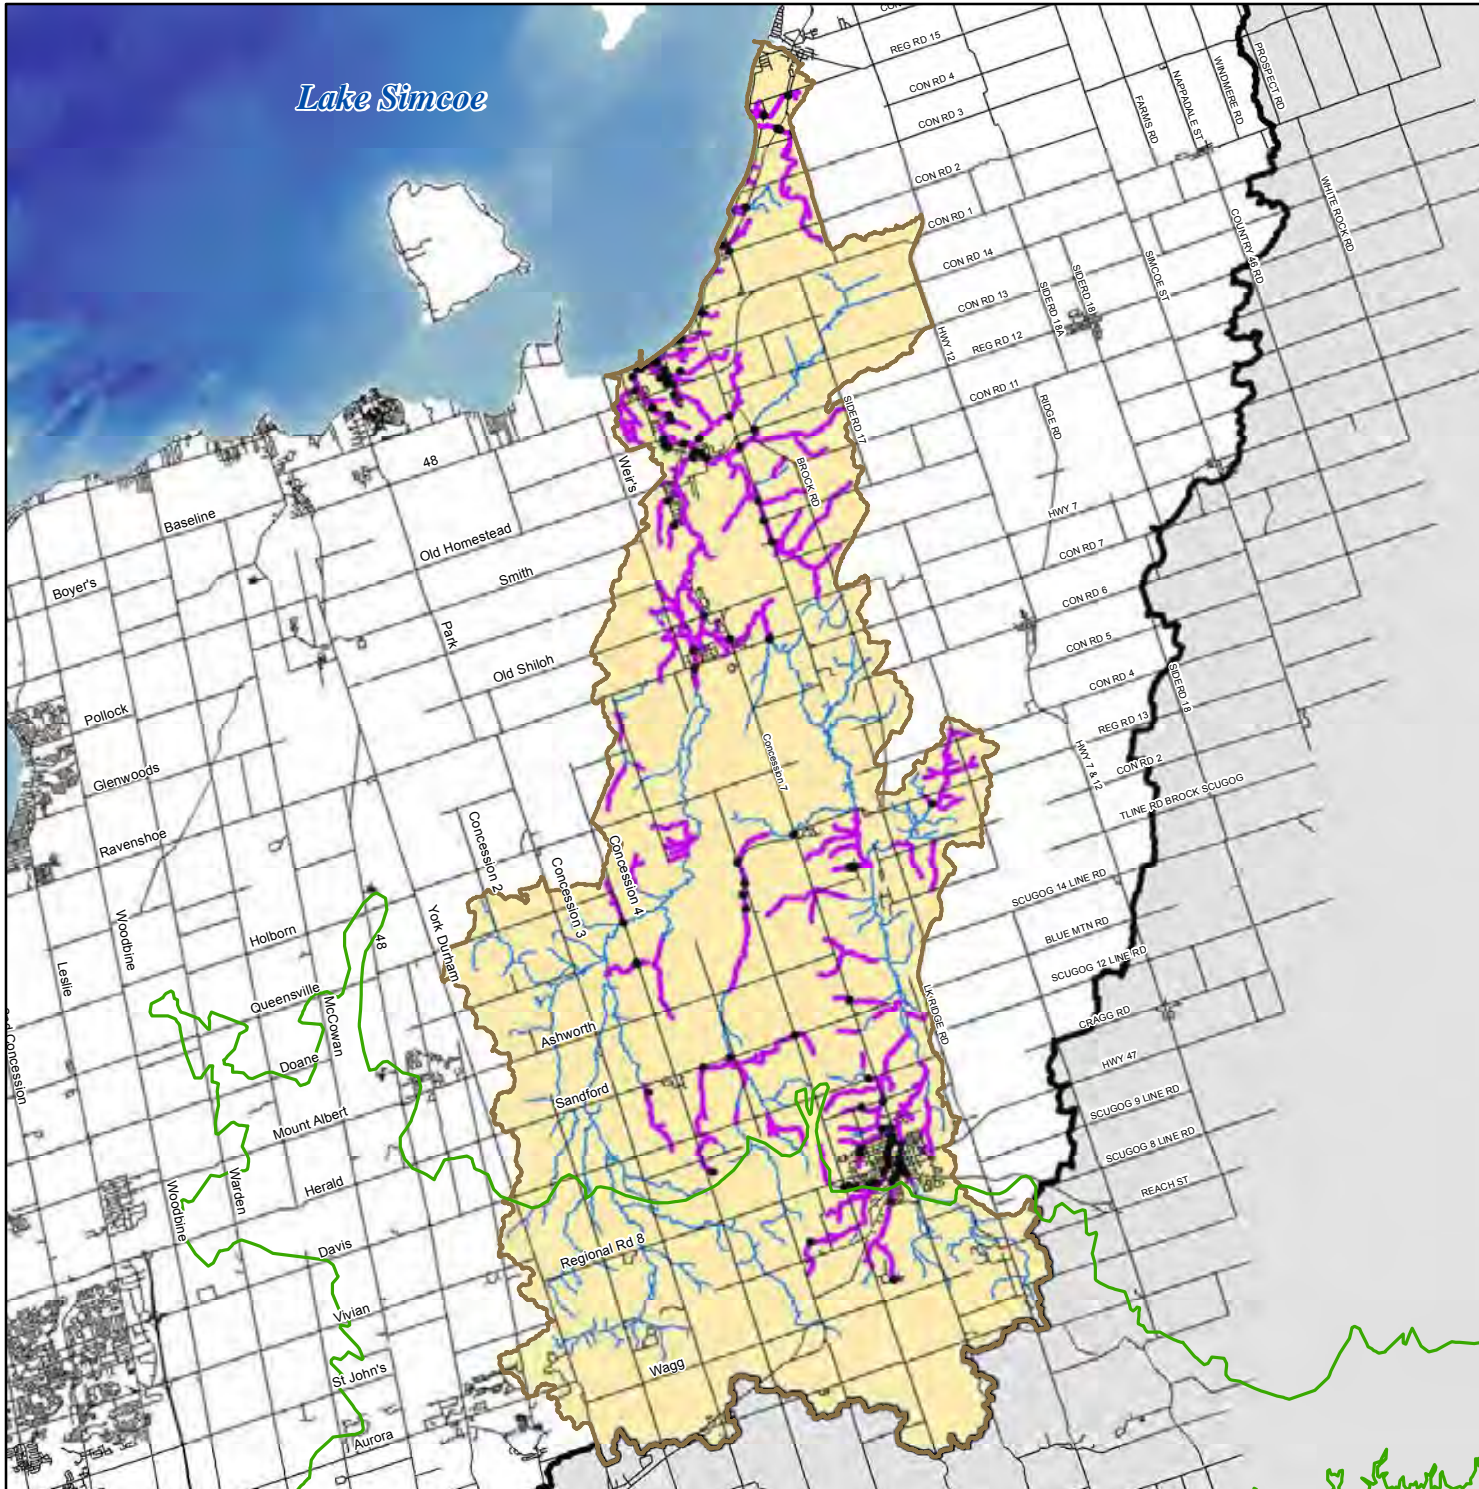 REG RD 15
CON RD 4
CON RD 3
CON RD 2
CON RD 1
CON RD 14
CON RD 13
REG RD 12
CON RD 11
HWY 12
SIDERD 17
SIDERD 18A
SIDERD 18
SIMCOE ST
COUNTRY 46 RD
FARMS RD
NAPPADALE ST
WINDMERE RD
PROSPECT RD
WHITE ROCK RD
RIDGE RD
BROCK RD
HWY 7
CON RD 7
CON RD 6
CON RD 5
CON RD 4
REG RD 13
CON RD 2
SIDERD 18
HWY 7 & 12
TLINE RD BROCK SCUGOG
SCUGOG 14 LINE RD
BLUE MTN RD
SCUGOG 12 LINE RD
CRAGG RD
HWY 47
SCUGOG 9 LINE RD
SCUGOG 8 LINE RD
REACH ST
LK RIDGE RD
Lake Simcoe
48
Baseline
Boyer's
Old Homestead
Smith
Park
Old Shiloh
Weir's
Pollock
Glenwoods
Ravenshoe
Concession 2
Concession 3
Concession 4
Concession 7
York Durham
Woodbine
Leslie
Holborn
48
Queensville
McCowan
Doane
Mount Albert
Herald
Warden
Woodbine
Davis
Vivian
St John's
Aurora
Ashworth
Sandford
Regional Rd 8
Wagg